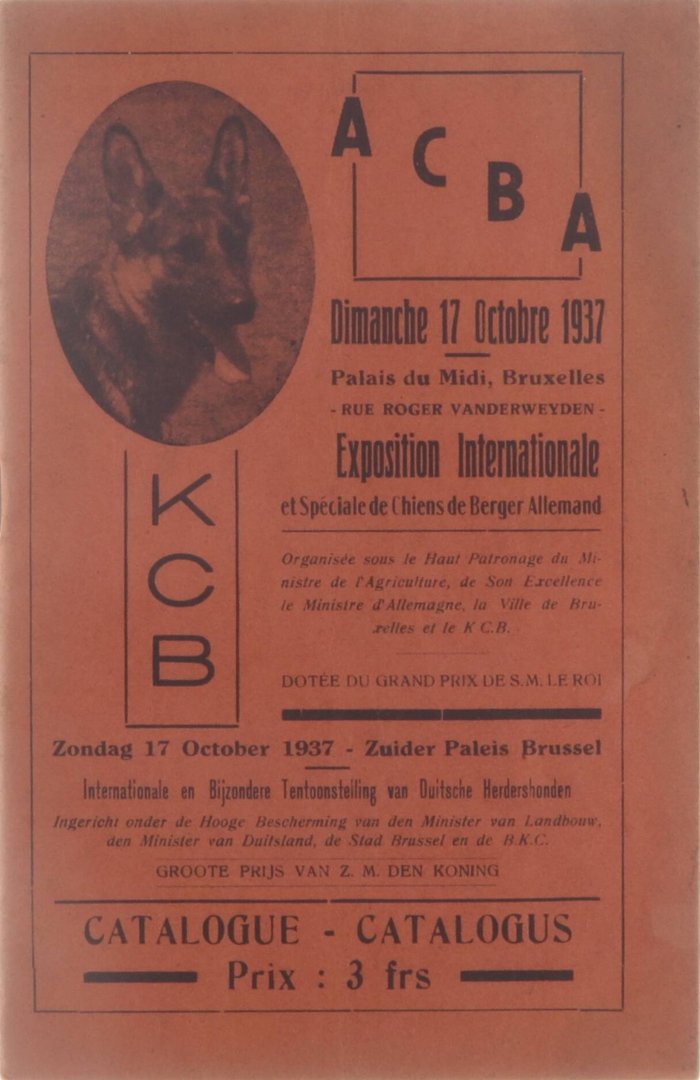 A C B A
Dimanche 17 Octobre 1937
Palais du Midi, Bruxelles
- RUE ROGER VANDERWEYDEN -
Exposition Internationale
et Spéciale de Chiens de Berger Allemand
K
C
B
Organisée sous le Haut Patronage du Mi-
nistre de l'Agriculture, de Son Excellence
le Ministre d'Allemagne, la Ville de Bru-
xelles et le K C.B.
DOTÉE DU GRAND PRIX DE S.M. LE ROI
Zondag 17 October 1937 - Zuider Paleis Brussel
Internationale en Bijzondere Tentoonstelling van Duitsche Herdershonden
Ingericht onder de Hooge Bescherming van den Minister van Landbouw,
den Minister van Duitsland, de Stad Brussel en de B.K.C.
GROOTE PRIJS VAN Z. M. DEN KONING
CATALOGUE - CATALOGUS
Prix : 3 frs